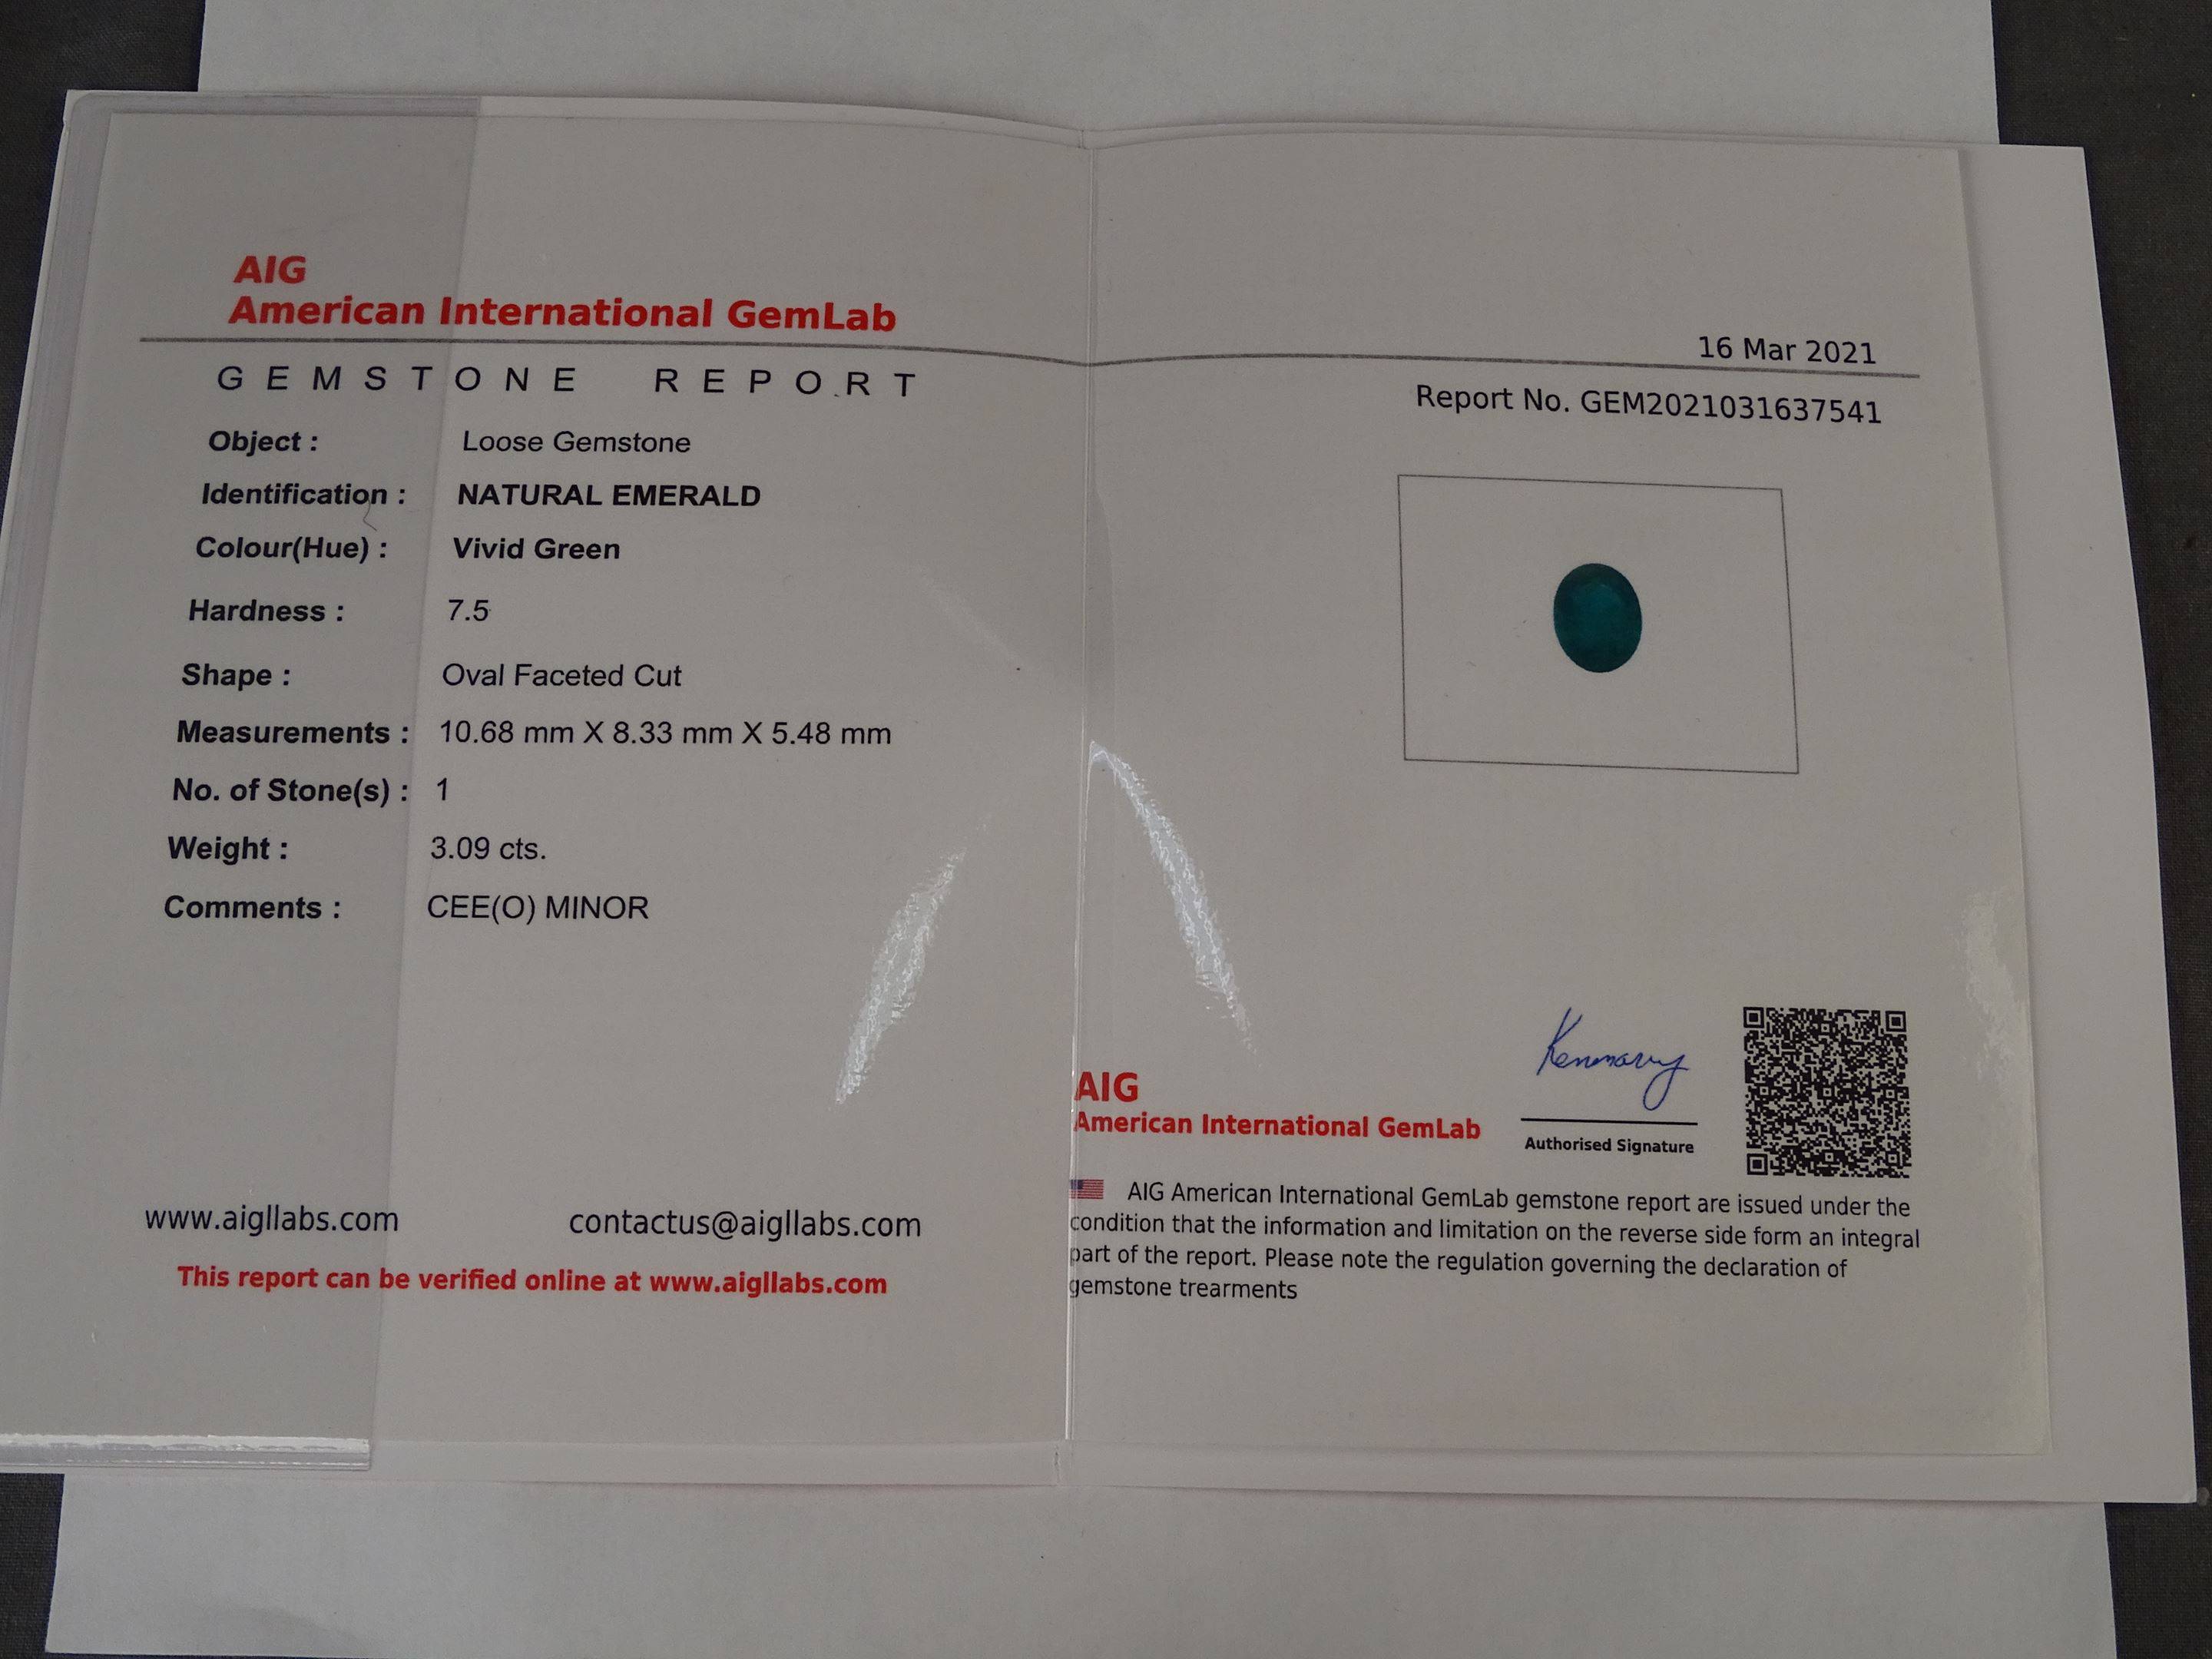 AIG
American International GemLab
GEMSTONE REPORT
Object : Loose Gemstone
Identification : NATURAL EMERALD
Colour(Hue) : Vivid Green
Hardness : 7.5
Shape : Oval Faceted Cut
Measurements : 10.68 mm X 8.33 mm X 5.48 mm
No. of Stone(s) : 1
Weight : 3.09 cts.
Comments : CEE(O) MINOR
www.aigllabs.com contactus@aigllabs.com
This report can be verified online at www.aigllabs.com
16 Mar 2021
Report No. GEM2021031637541
Kenmarry
AIG
American International GemLab
Authorised Signature
AIG American International GemLab gemstone report are issued under the
condition that the information and limitation on the reverse side form an integral
part of the report. Please note the regulation governing the declaration of
gemstone trearments